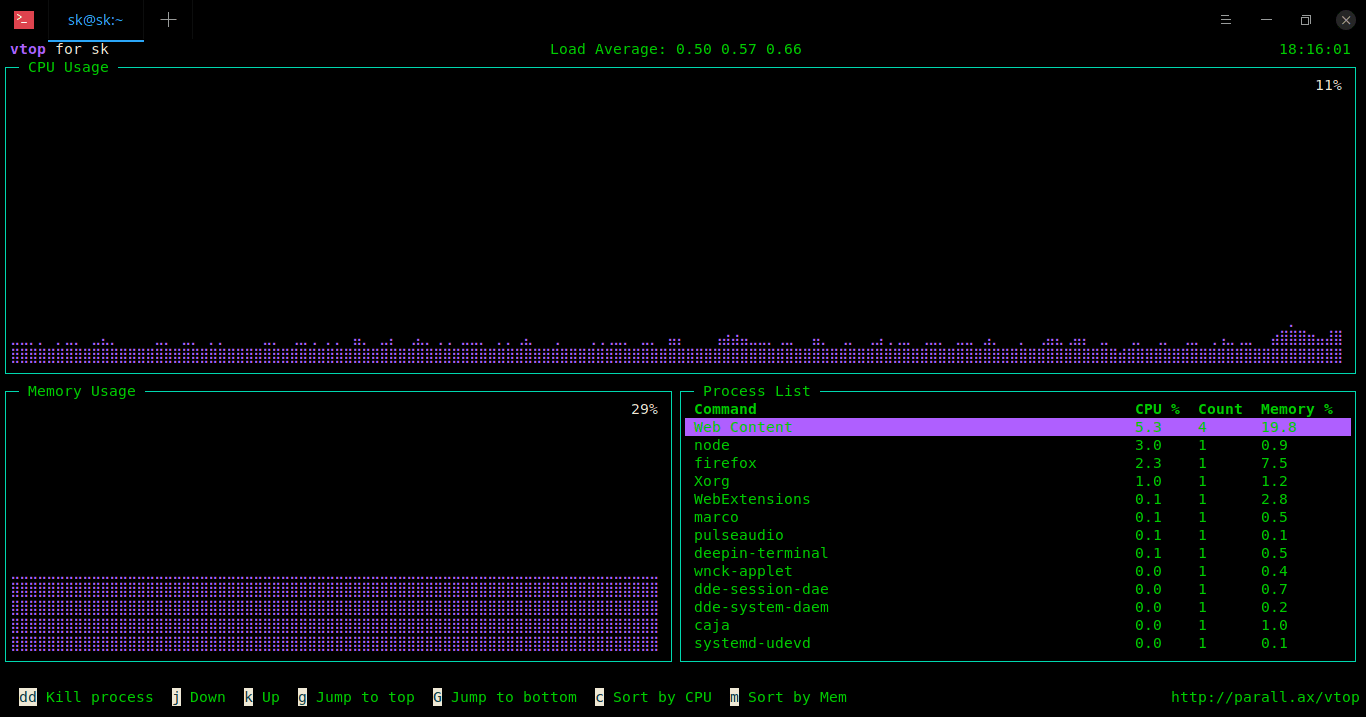 sk@sk:~
vtop for sk Load Average: 0.50 0.57 0.66 18:16:01
CPU Usage
11%
Memory Usage
29%
Process List
Command CPU % Count Memory %
Web Content 5.3 4 19.8
node 3.0 1 0.9
firefox 2.3 1 7.5
Xorg 1.0 1 1.2
WebExtensions 0.1 1 2.8
marco 0.1 1 0.5
pulseaudio 0.1 1 0.1
deepin-terminal 0.1 1 0.5
wnck-applet 0.0 1 0.4
dde-session-dae 0.0 1 0.7
dde-system-daem 0.0 1 0.2
caja 0.0 1 1.0
systemd-udevd 0.0 1 0.1
dd Kill process j Down k Up g Jump to top G Jump to bottom c Sort by CPU m Sort by Mem http://parall.ax/vtop